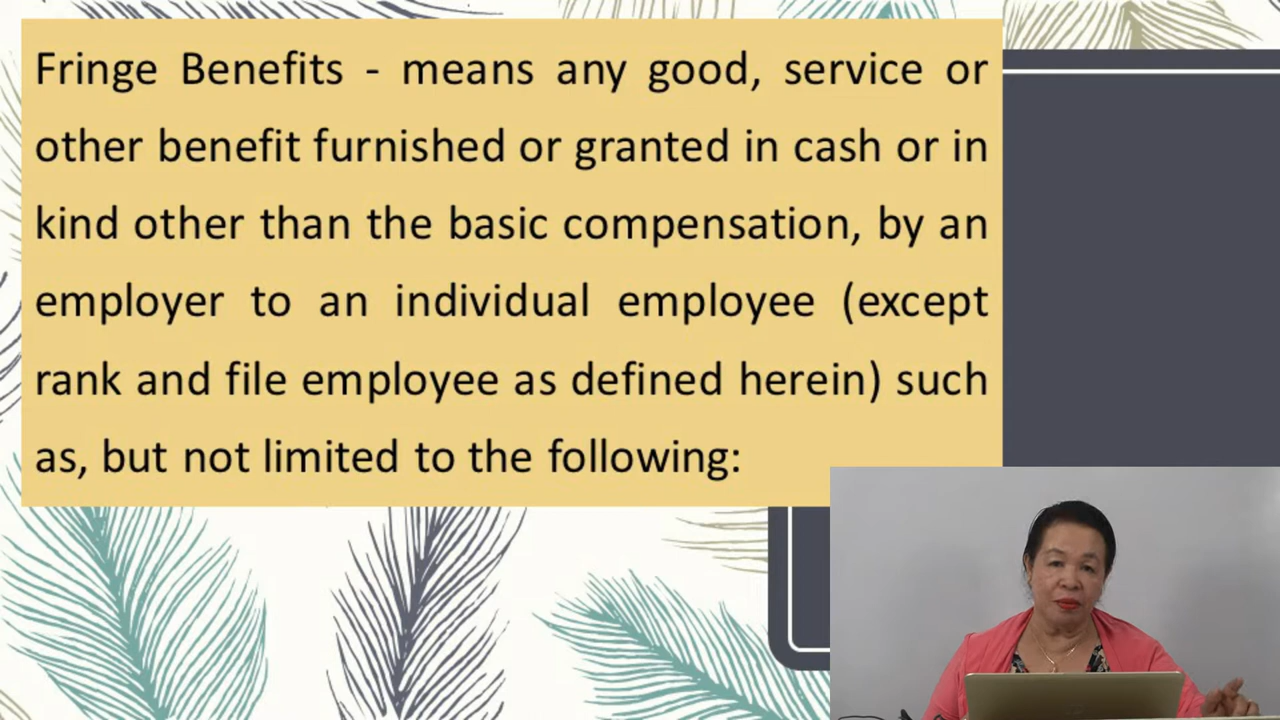 Fringe Benefits - means any good, service or
other benefit furnished or granted in cash or in
kind other than the basic compensation, by an
employer to an individual employee (except
rank and file employee as defined herein) such
as, but not limited to the following: